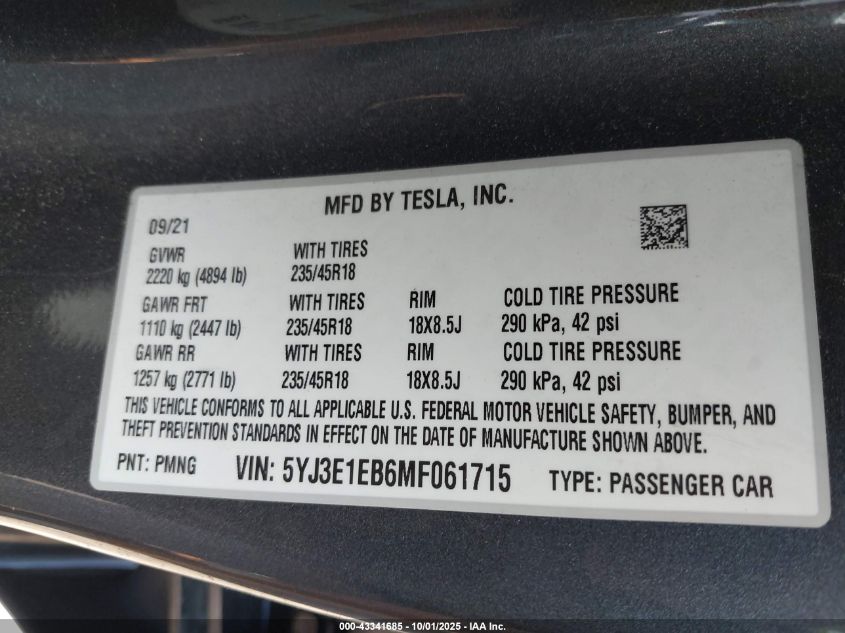 MFD BY TESLA, INC.
09/21
GVWR WITH TIRES
2220 kg (4894 lb) 235/45R18
GAWR FRT WITH TIRES RIM COLD TIRE PRESSURE
1110 kg (2447 lb) 235/45R18 18X8.5J 290 kPa, 42 psi
GAWR RR WITH TIRES RIM COLD TIRE PRESSURE
1257 kg (2771 lb) 235/45R18 18X8.5J 290 kPa, 42 psi
THIS VEHICLE CONFORMS TO ALL APPLICABLE U.S. FEDERAL MOTOR VEHICLE SAFETY, BUMPER, AND
THEFT PREVENTION STANDARDS IN EFFECT ON THE DATE OF MANUFACTURE SHOWN ABOVE.
PNT: PMNG VIN: 5YJ3E1EB6MF061715 TYPE: PASSENGER CAR
000-43341685 - 10/01/2025 - IAA Inc.